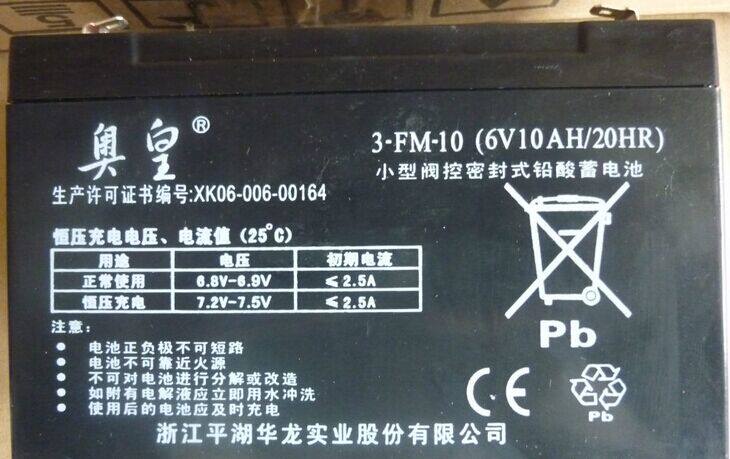 奥皇®
生产许可证书编号:XK06-006-00164
3-FM-10 (6V10AH/20HR)
小型阀控密封式铅酸蓄电池
恒压充电电压、电流值(25℃)
用途 电压 初期电流
正常使用 6.8V-6.9V ≤2.5A
恒压充电 7.2V-7.5V ≤2.5A
注意:
• 电池正负极不可短路
• 电池不可靠近火源
• 不可对电池进行分解或改造
• 如附有电解液应立即用水冲洗
• 使用后的电池应及时充电
Pb
CE
Pb
浙江平湖华龙实业股份有限公司